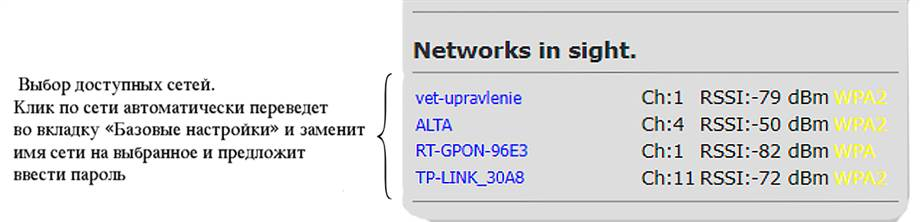 Выбор доступных сетей.
Клик по сети автоматически переведет
во вкладку «Базовые настройки» и заменит
имя сети на выбранное и предложит
ввести пароль
Networks in sight.
vet-upravlenie Ch:1 RSSI:-79 dBm WPA2
ALTA Ch:4 RSSI:-50 dBm WPA2
RT-GPON-96E3 Ch:1 RSSI:-82 dBm WPA
TP-LINK_30A8 Ch:11 RSSI:-72 dBm WPA2